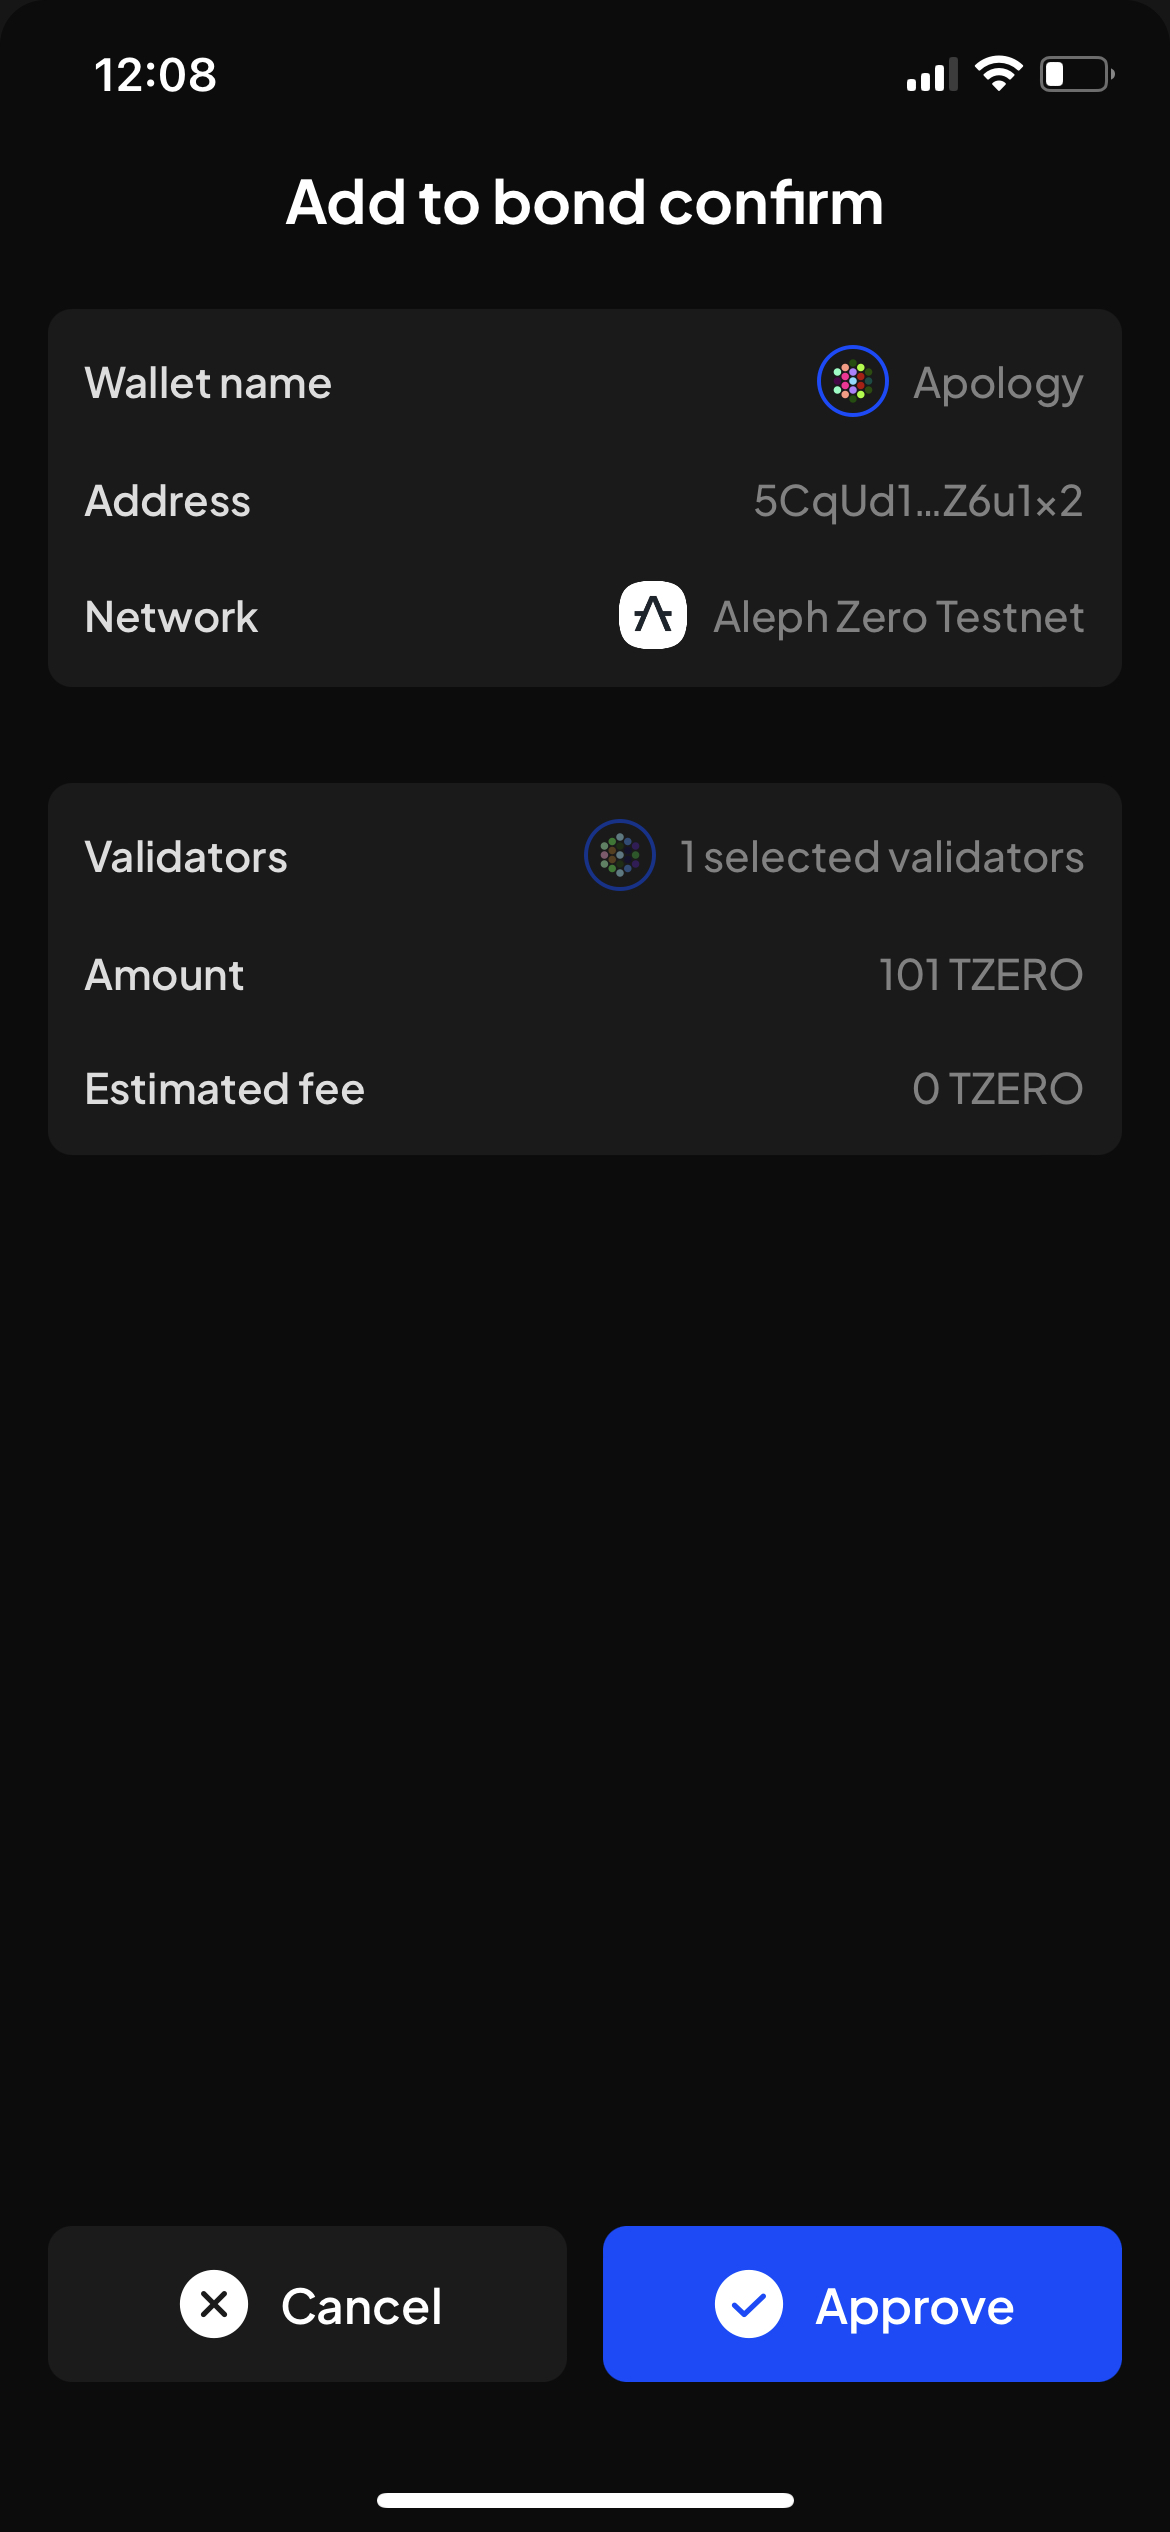 12:08
Add to bond confirm
Wallet name Apology
Address 5CqUd1...Z6u1x2
Network Aleph Zero Testnet
Validators 1 selected validators
Amount 101 TZERO
Estimated fee 0 TZERO
Cancel Approve